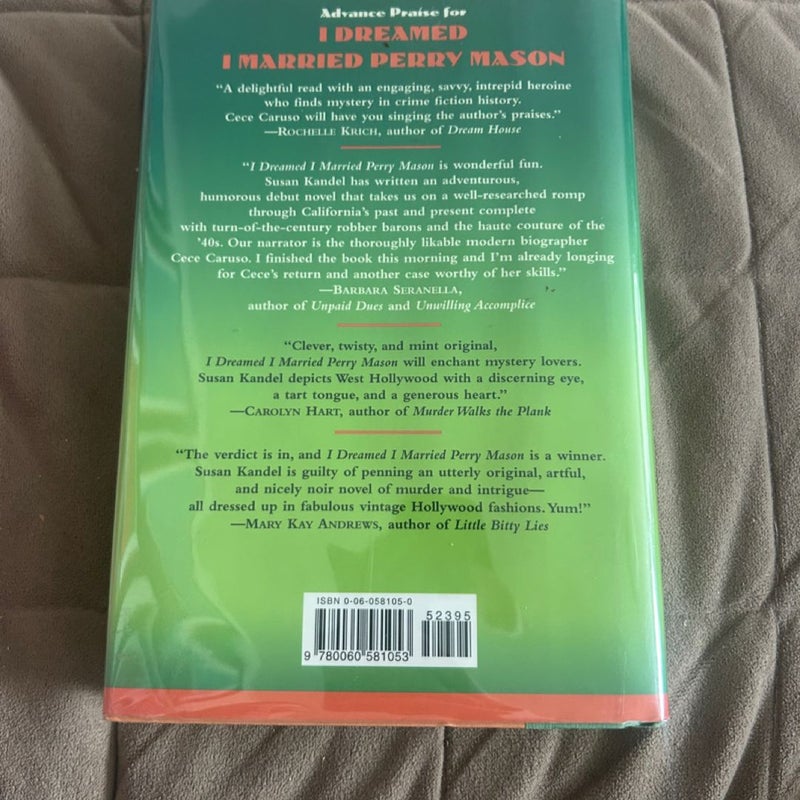 Advance Praise for
I DREAMED
I MARRIED PERRY MASON
“A delightful read with an engaging, savvy, intrepid heroine
who finds mystery in crime fiction history.
Cece Caruso will have you singing the author’s praises.”
—ROCHELLE KRICH, author of Dream House
“I Dreamed I Married Perry Mason is wonderful fun.
Susan Kandel has written an adventurous,
humorous debut novel that takes us on a well-researched romp
through California’s past and present complete
with turn-of-the-century robber barons and the haute couture of the
’40s. Our narrator is the thoroughly likable modern biographer
Cece Caruso. I finished the book this morning and I’m already longing
for Cece’s return and another case worthy of her skills.”
—BARBARA SERANELLA,
author of Unpaid Dues and Unwilling Accomplice
“Clever, twisty, and mint original,
I Dreamed I Married Perry Mason will enchant mystery lovers.
Susan Kandel depicts West Hollywood with a discerning eye,
a tart tongue, and a generous heart.”
—CAROLYN HART, author of Murder Walks the Plank
“The verdict is in, and I Dreamed I Married Perry Mason is a winner.
Susan Kandel is guilty of penning an utterly original, artful,
and nicely noir novel of murder and intrigue—
all dressed up in fabulous vintage Hollywood fashions. Yum!”
—MARY KAY ANDREWS, author of Little Bitty Lies
ISBN 0-06-058105-0
52395
9 780060 581053